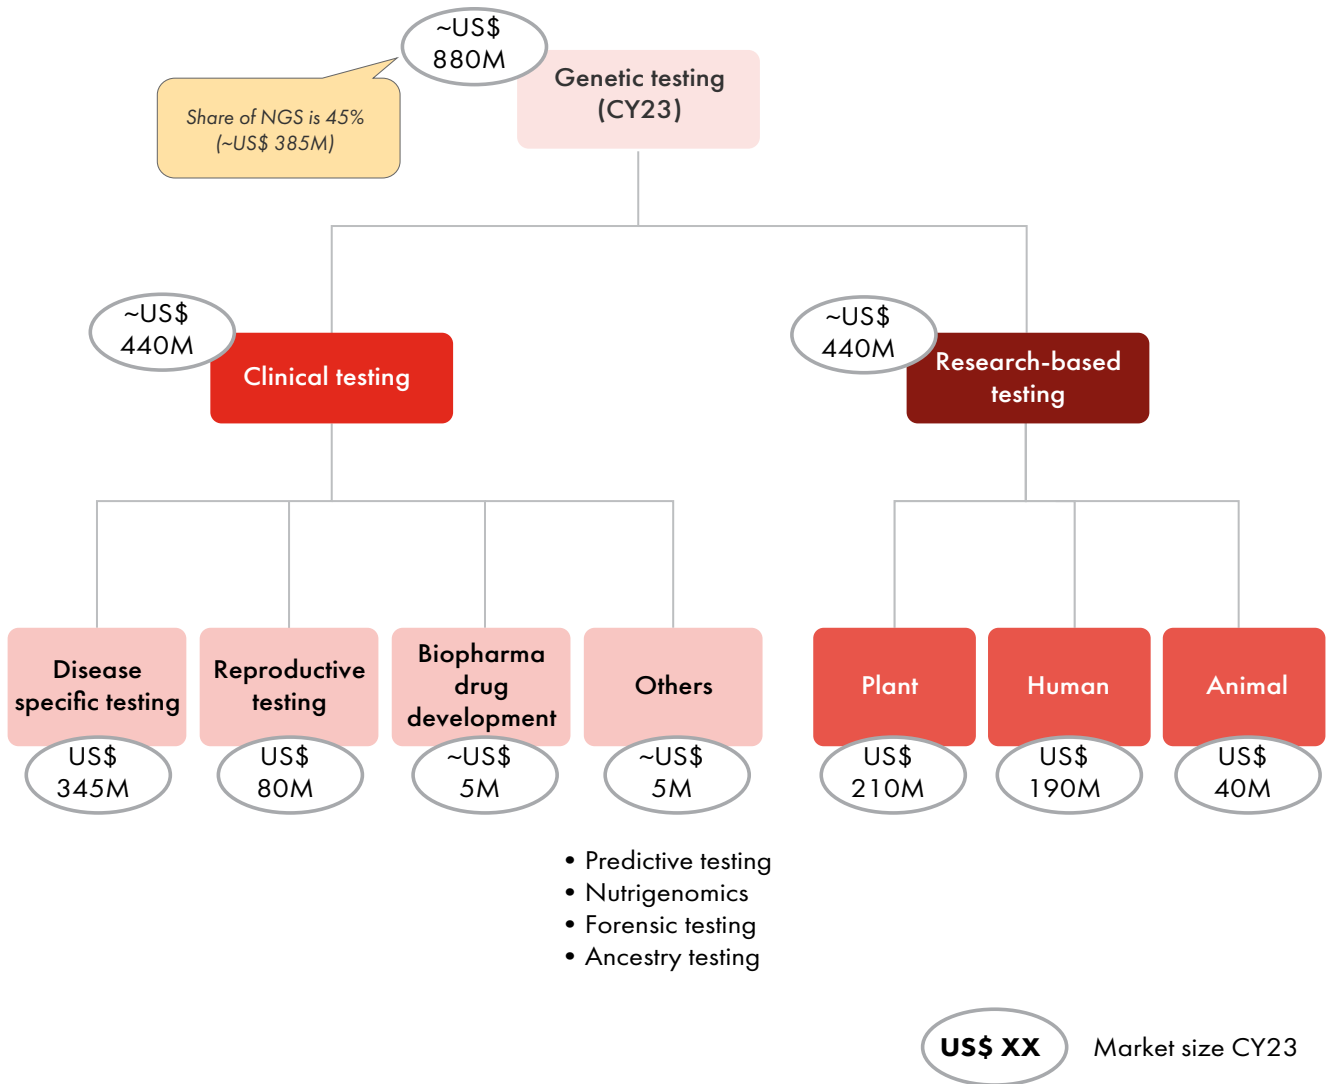 ~US$
880M
Genetic testing
(CY23)
Share of NGS is 45%
(~US$ 385M)
~US$
440M
Clinical testing
~US$
440M
Research-based
testing
Disease
specific testing
US$
345M
Reproductive
testing
US$
80M
Biopharma
drug
development
~US$
5M
Others
~US$
5M
Plant
US$
210M
Human
US$
190M
Animal
US$
40M
• Predictive testing
• Nutrigenomics
• Forensic testing
• Ancestry testing
US$ XX
Market size CY23